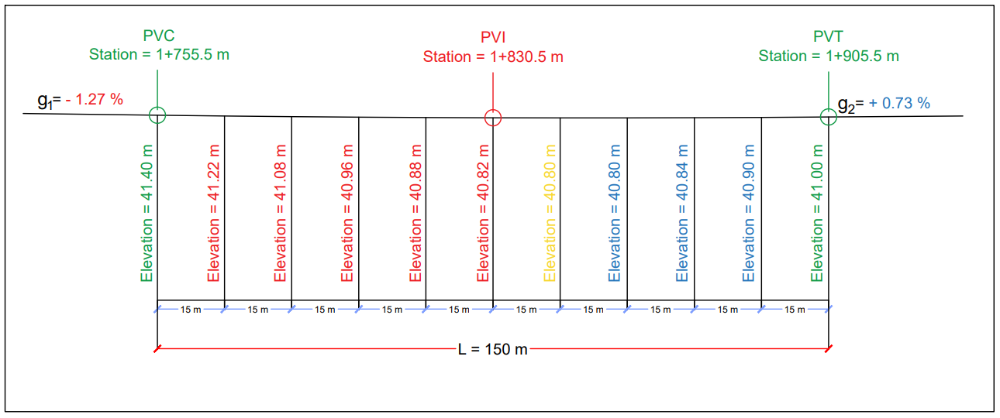 PVC
Station = 1+755.5 m
PVI
Station = 1+830.5 m
PVT
Station = 1+905.5 m
g1= - 1.27 %
g2= + 0.73 %
Elevation = 41.40 m
Elevation = 41.22 m
Elevation = 41.08 m
Elevation = 40.96 m
Elevation = 40.88 m
Elevation = 40.82 m
Elevation = 40.80 m
Elevation = 40.80 m
Elevation = 40.84 m
Elevation = 40.90 m
Elevation = 41.00 m
15 m
15 m
15 m
15 m
15 m
15 m
15 m
15 m
15 m
15 m
L = 150 m